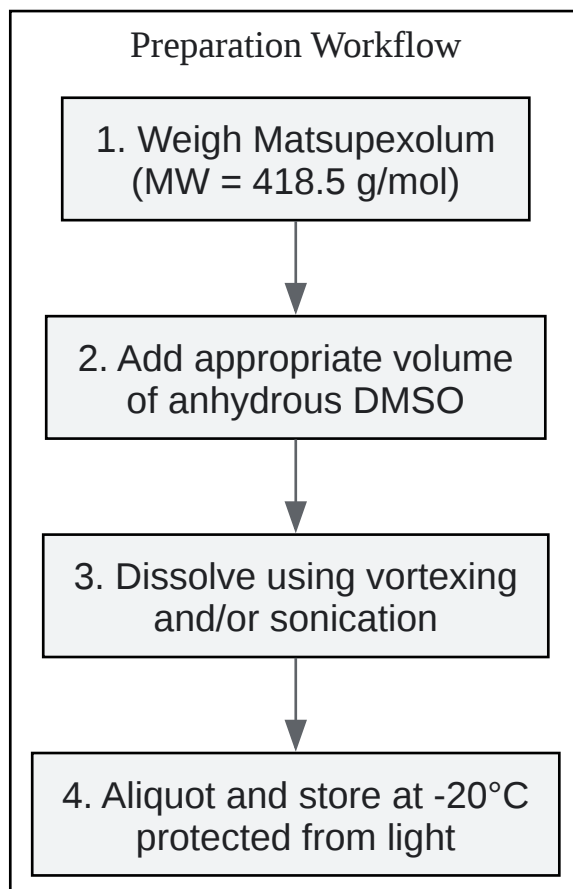 Preparation Workflow
1. Weigh Matsupexolum
(MW = 418.5 g/mol)
2. Add appropriate volume
of anhydrous DMSO
3. Dissolve using vortexing
and/or sonication
4. Aliquot and store at -20°C
protected from light